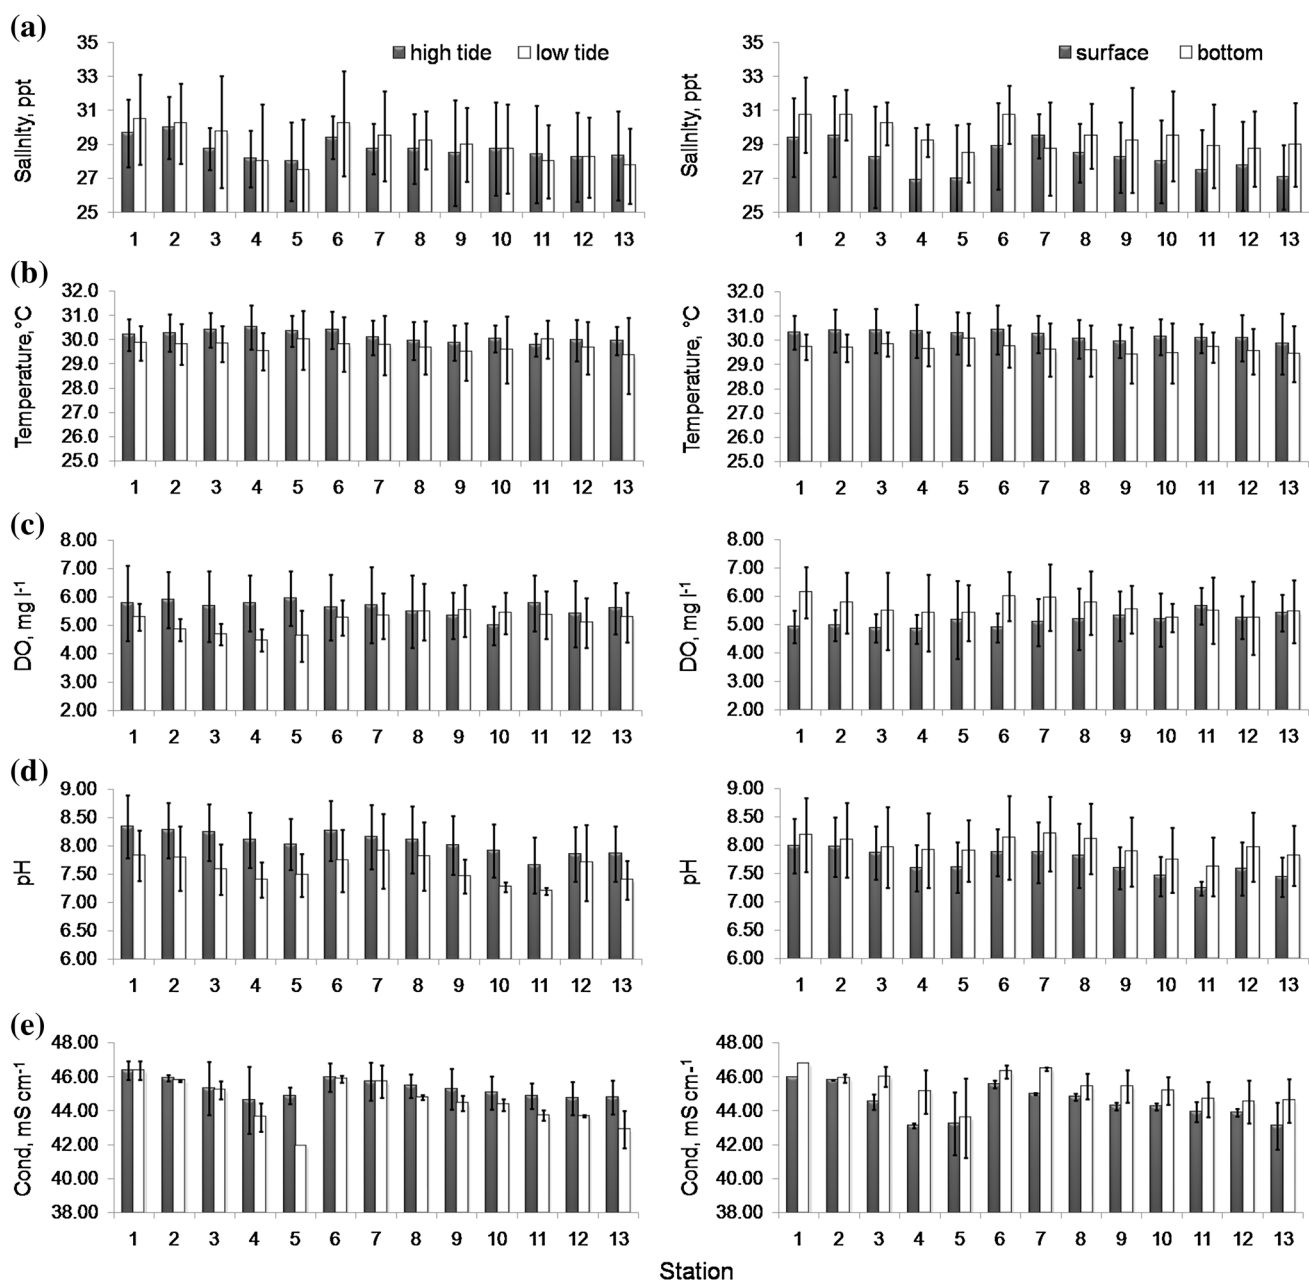 (a)
35
33
31
29
27
25
Salinity, ppt
high tide low tide
1 2 3 4 5 6 7 8 9 10 11 12 13
35
33
31
29
27
25
Salinity, ppt
surface bottom
1 2 3 4 5 6 7 8 9 10 11 12 13
(b)
32.0
31.0
30.0
29.0
28.0
27.0
26.0
25.0
Temperature,°C
1 2 3 4 5 6 7 8 9 10 11 12 13
32.0
31.0
30.0
29.0
28.0
27.0
26.0
25.0
Temperature, °C
1 2 3 4 5 6 7 8 9 10 11 12 13
(c)
8.00
7.00
6.00
5.00
4.00
3.00
2.00
DO, mg l-1
1 2 3 4 5 6 7 8 9 10 11 12 13
8.00
7.00
6.00
5.00
4.00
3.00
2.00
DO, mg l-1
1 2 3 4 5 6 7 8 9 10 11 12 13
(d)
9.00
8.50
8.00
7.50
7.00
6.50
6.00
pH
1 2 3 4 5 6 7 8 9 10 11 12 13
9.00
8.50
8.00
7.50
7.00
6.50
6.00
pH
1 2 3 4 5 6 7 8 9 10 11 12 13
(e)
48.00
46.00
44.00
42.00
40.00
38.00
Cond, mS cm-1
1 2 3 4 5 6 7 8 9 10 11 12 13
48.00
46.00
44.00
42.00
40.00
38.00
Cond, mS cm-1
1 2 3 4 5 6 7 8 9 10 11 12 13
Station